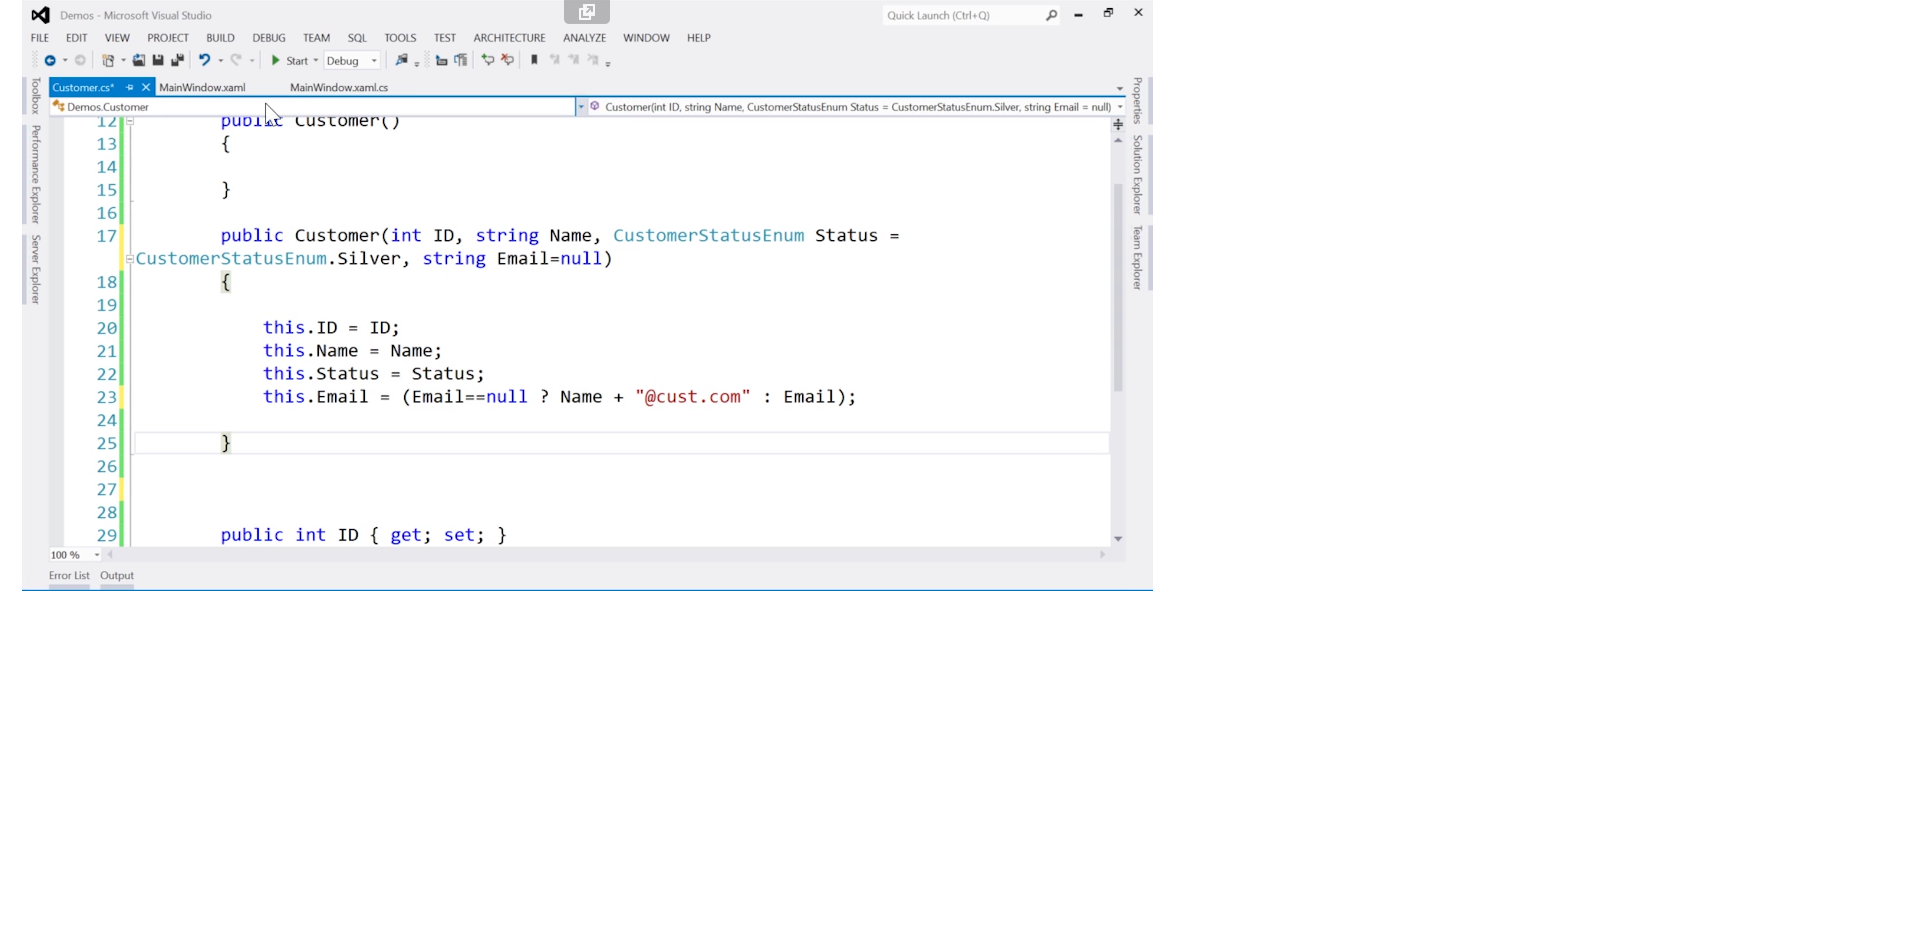 Demos - Microsoft Visual Studio
Quick Launch (Ctrl+Q)
FILE EDIT VIEW PROJECT BUILD DEBUG TEAM SQL TOOLS TEST ARCHITECTURE ANALYZE WINDOW HELP
Start Debug
Customer.cs* MainWindow.xaml MainWindow.xaml.cs
Demos.Customer Customer(int ID, string Name, CustomerStatusEnum Status = CustomerStatusEnum.Silver, string Email = null)
Toolbox
Performance Explorer
Server Explorer
12 public Customer()
13 {
14
15 }
16
17 public Customer(int ID, string Name, CustomerStatusEnum Status =
CustomerStatusEnum.Silver, string Email=null)
18 {
19
20 this.ID = ID;
21 this.Name = Name;
22 this.Status = Status;
23 this.Email = (Email==null ? Name + "@cust.com" : Email);
24
25 }
26
27
28
29 public int ID { get; set; }
Properties
Solution Explorer
Team Explorer
100 %
Error List Output